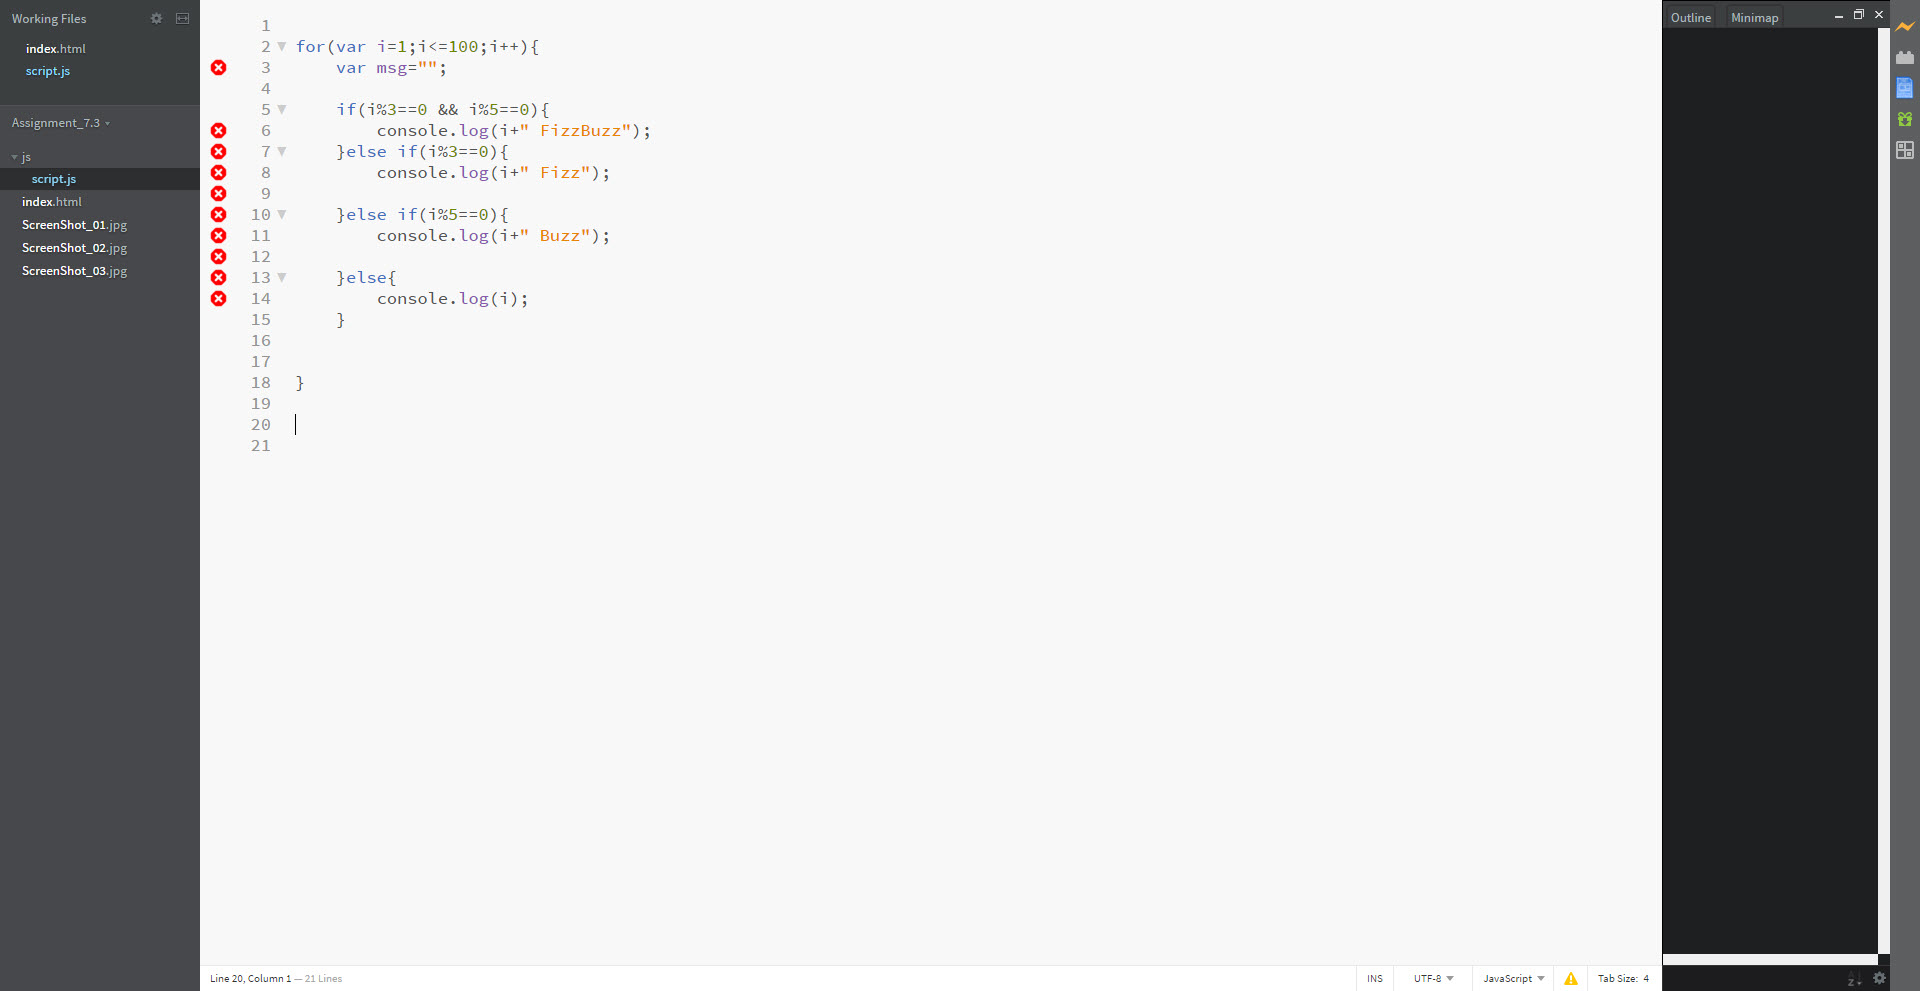 Working Files
index.html
script.js
Assignment_7.3
js
script.js
index.html
ScreenShot_01.jpg
ScreenShot_02.jpg
ScreenShot_03.jpg
1
2 for(var i=1;i<=100;i++){
3 var msg="";
4
5 if(i%3==0 && i%5==0){
6 console.log(i+" FizzBuzz");
7 }else if(i%3==0){
8 console.log(i+" Fizz");
9
10 }else if(i%5==0){
11 console.log(i+" Buzz");
12
13 }else{
14 console.log(i);
15 }
16
17
18 }
19
20
21
Line 20, Column 1 — 21 Lines
INS UTF-8 JavaScript Tab Size: 4
Outline Minimap